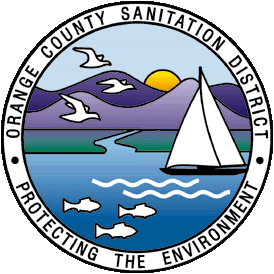 ORANGE COUNTY SANITATION DISTRICT
PROTECTING THE ENVIRONMENT